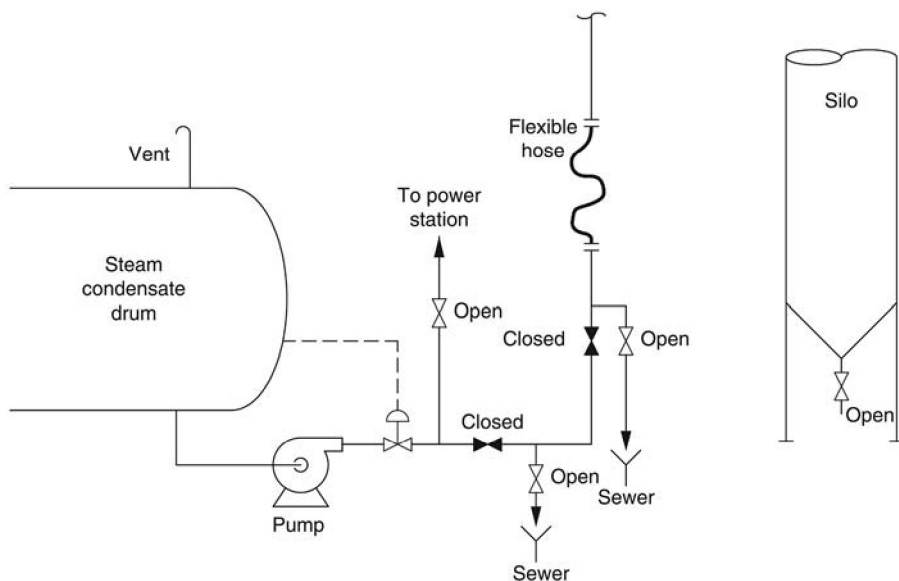 Vent
Steam
condensate
drum
Pump
To power
station
Open
Closed
Open
Sewer
Flexible
hose
Closed
Open
Sewer
Silo
Open